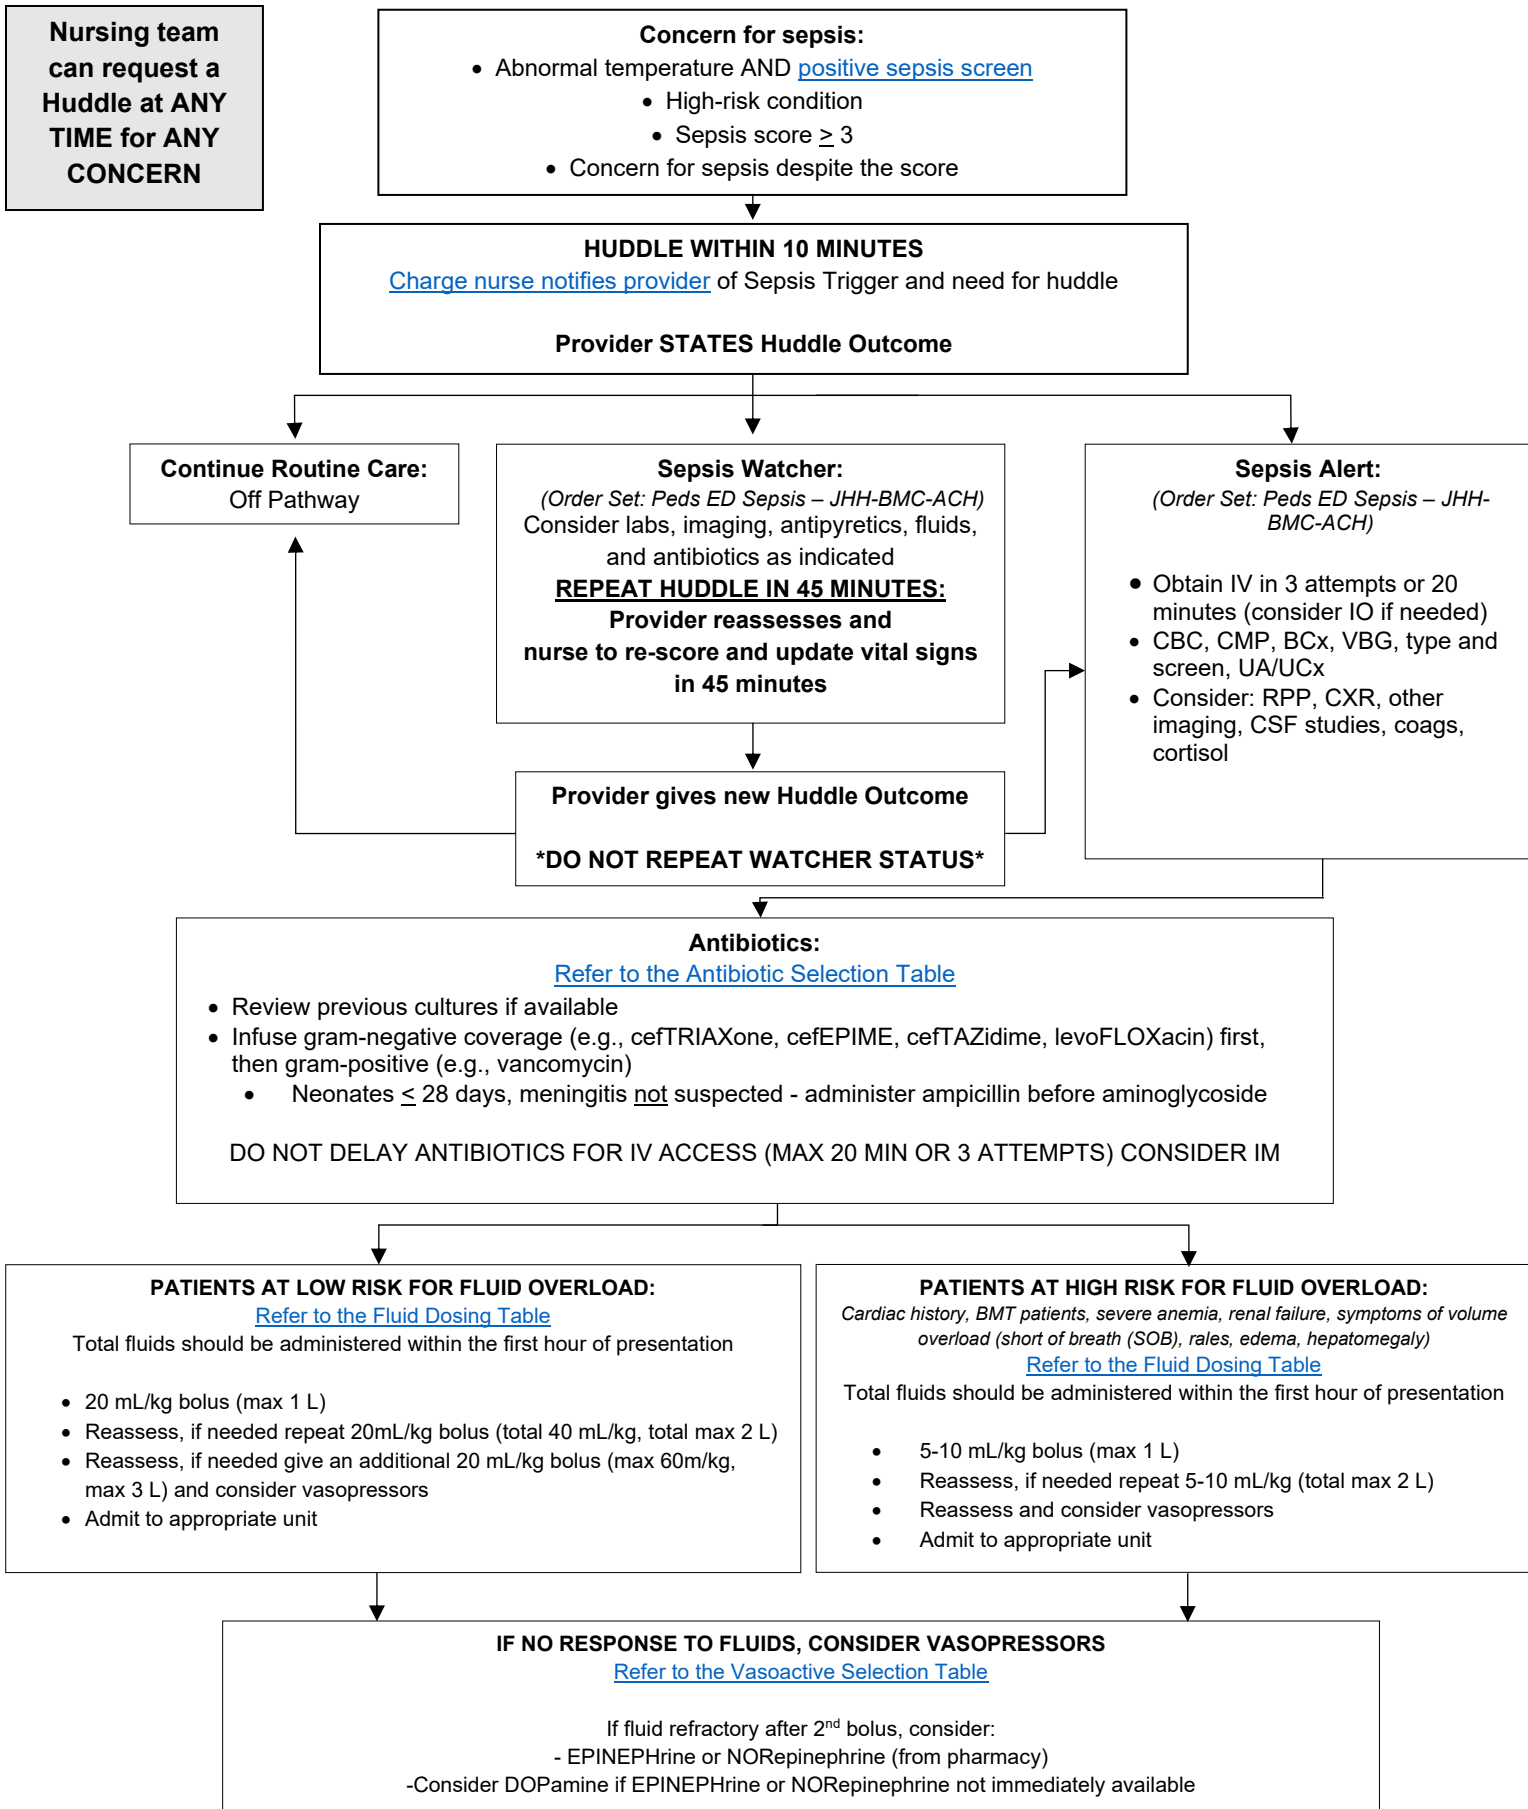 Nursing team
can request a
Huddle at ANY
TIME for ANY
CONCERN
Concern for sepsis:
• Abnormal temperature AND positive sepsis screen
• High-risk condition
• Sepsis score ≥ 3
• Concern for sepsis despite the score
HUDDLE WITHIN 10 MINUTES
Charge nurse notifies provider of Sepsis Trigger and need for huddle
Provider STATES Huddle Outcome
Continue Routine Care:
Off Pathway
Sepsis Watcher:
(Order Set: Peds ED Sepsis – JHH-BMC-ACH)
Consider labs, imaging, antipyretics, fluids,
and antibiotics as indicated
REPEAT HUDDLE IN 45 MINUTES:
Provider reassesses and
nurse to re-score and update vital signs
in 45 minutes
Sepsis Alert:
(Order Set: Peds ED Sepsis – JHH-
BMC-ACH)
• Obtain IV in 3 attempts or 20
minutes (consider IO if needed)
• CBC, CMP, BCx, VBG, type and
screen, UA/UCx
• Consider: RPP, CXR, other
imaging, CSF studies, coags,
cortisol
Provider gives new Huddle Outcome
*DO NOT REPEAT WATCHER STATUS*
Antibiotics:
Refer to the Antibiotic Selection Table
• Review previous cultures if available
• Infuse gram-negative coverage (e.g., cefTRIAXone, cefEPIME, cefTAZidime, levoFLOXacin) first,
then gram-positive (e.g., vancomycin)
• Neonates ≤ 28 days, meningitis not suspected - administer ampicillin before aminoglycoside
DO NOT DELAY ANTIBIOTICS FOR IV ACCESS (MAX 20 MIN OR 3 ATTEMPTS) CONSIDER IM
PATIENTS AT LOW RISK FOR FLUID OVERLOAD:
Refer to the Fluid Dosing Table
Total fluids should be administered within the first hour of presentation
• 20 mL/kg bolus (max 1 L)
• Reassess, if needed repeat 20mL/kg bolus (total 40 mL/kg, total max 2 L)
• Reassess, if needed give an additional 20 mL/kg bolus (max 60m/kg,
max 3 L) and consider vasopressors
• Admit to appropriate unit
PATIENTS AT HIGH RISK FOR FLUID OVERLOAD:
Cardiac history, BMT patients, severe anemia, renal failure, symptoms of volume
overload (short of breath (SOB), rales, edema, hepatomegaly)
Refer to the Fluid Dosing Table
Total fluids should be administered within the first hour of presentation
• 5-10 mL/kg bolus (max 1 L)
• Reassess, if needed repeat 5-10 mL/kg (total max 2 L)
• Reassess and consider vasopressors
• Admit to appropriate unit
IF NO RESPONSE TO FLUIDS, CONSIDER VASOPRESSORS
Refer to the Vasoactive Selection Table
If fluid refractory after 2nd bolus, consider:
- EPINEPHrine or NORepinephrine (from pharmacy)
-Consider DOPamine if EPINEPHrine or NORepinephrine not immediately available